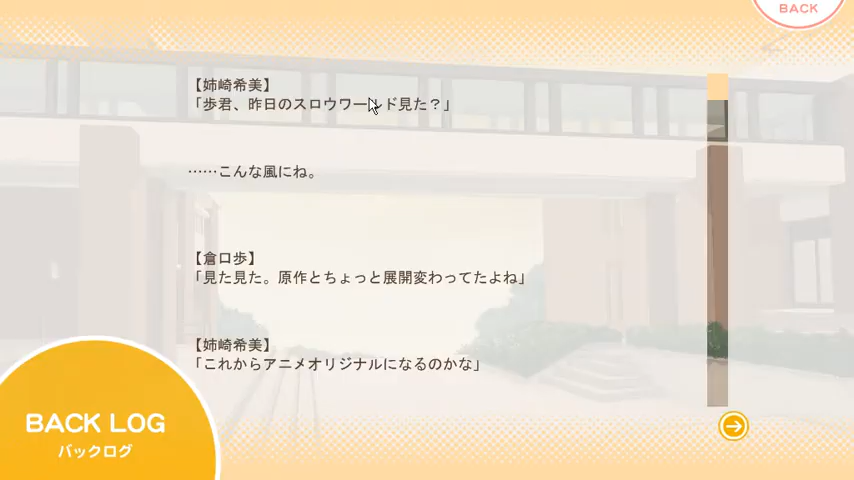 BACK
【姉崎希美】
「歩君、昨日のスロウワールド見た？」
……こんな風にね。
【倉口歩】
「見た見た。原作とちょっと展開変わってたよね」
【姉崎希美】
「これからアニメオリジナルになるのかな」
BACK LOG
バックログ